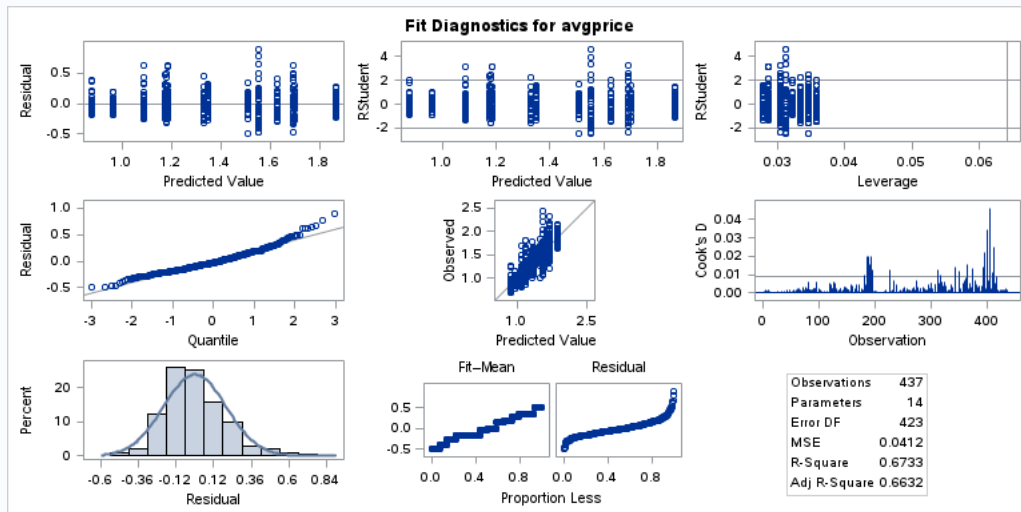 Fit Diagnostics for avgprice
Residual
0.5
0.0
-0.5
1.0 1.2 1.4 1.6 1.8
Predicted Value
RStudent
4
2
0
-2
1.0 1.2 1.4 1.6 1.8
Predicted Value
RStudent
4
2
0
-2
0.03 0.04 0.05 0.06
Leverage
Residual
1.0
0.5
0.0
-0.5
-3 -2 -1 0 1 2 3
Quantile
Observed
2.5
2.0
1.5
1.0
1.0 2.5
Predicted Value
Cook's D
0.04
0.03
0.02
0.01
0.00
0 100 200 300 400
Observation
Percent
20
10
0
-0.6 -0.36 -0.12 0.12 0.36 0.6 0.84
Residual
Fit–Mean Residual
0.5
0.0
-0.5
0.0 0.4 0.8 0.0 0.4 0.8
Proportion Less
Observations 437
Parameters 14
Error DF 423
MSE 0.0412
R-Square 0.6733
Adj R-Square 0.6632